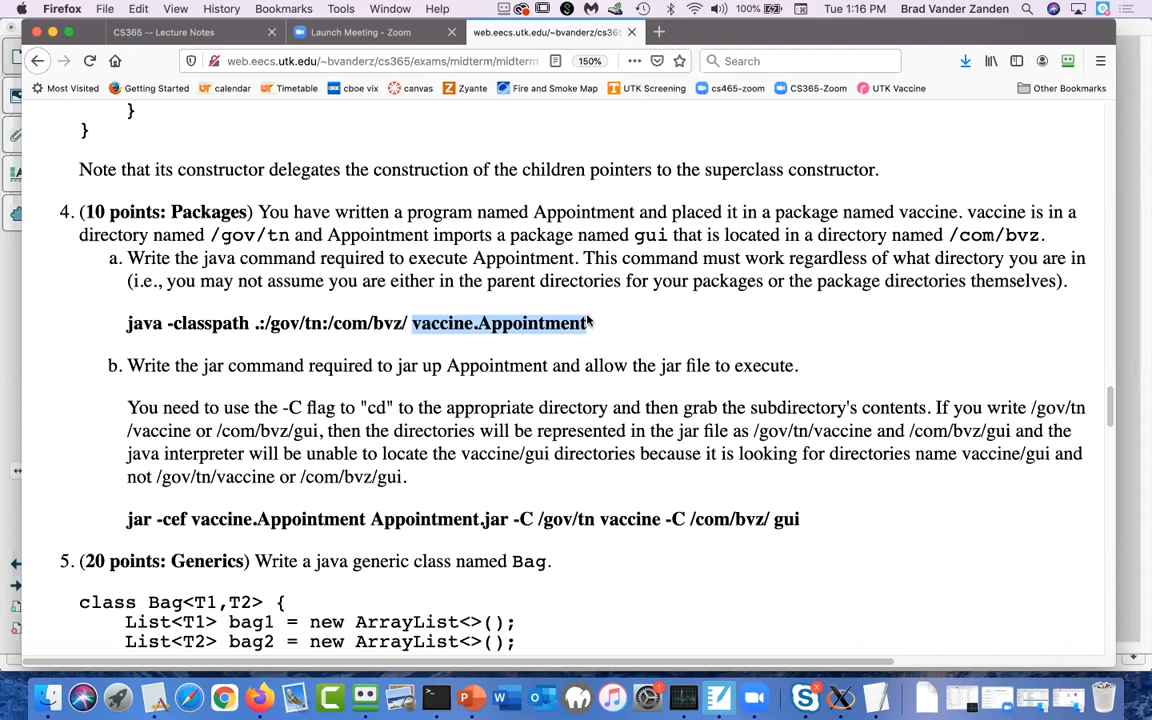 Firefox File Edit View History Bookmarks Tools Window Help 100% Tue 1:16 PM Brad Vander Zanden
CS365 -- Lecture Notes Launch Meeting - Zoom web.eecs.utk.edu/~bvanderz/cs365
web.eecs.utk.edu/~bvanderz/cs365/exams/midterm/midterm 150% Search
Most Visited Getting Started calendar Timetable cboe vix canvas Zyante Fire and Smoke Map UTK Screening cs465-zoom CS365-Zoom UTK Vaccine Other Bookmarks
}
}
Note that its constructor delegates the construction of the children pointers to the superclass constructor.
4. (10 points: Packages) You have written a program named Appointment and placed it in a package named vaccine. vaccine is in a
directory named /gov/tn and Appointment imports a package named gui that is located in a directory named /com/bvz.
a. Write the java command required to execute Appointment. This command must work regardless of what directory you are in
(i.e., you may not assume you are either in the parent directories for your packages or the package directories themselves).
java -classpath .:/gov/tn:/com/bvz/ vaccine.Appointment
b. Write the jar command required to jar up Appointment and allow the jar file to execute.
You need to use the -C flag to "cd" to the appropriate directory and then grab the subdirectory's contents. If you write /gov/tn
/vaccine or /com/bvz/gui, then the directories will be represented in the jar file as /gov/tn/vaccine and /com/bvz/gui and the
java interpreter will be unable to locate the vaccine/gui directories because it is looking for directories name vaccine/gui and
not /gov/tn/vaccine or /com/bvz/gui.
jar -cef vaccine.Appointment Appointment.jar -C /gov/tn vaccine -C /com/bvz/ gui
5. (20 points: Generics) Write a java generic class named Bag.
class Bag<T1,T2> {
List<T1> bag1 = new ArrayList<>();
List<T2> bag2 = new ArrayList<>();